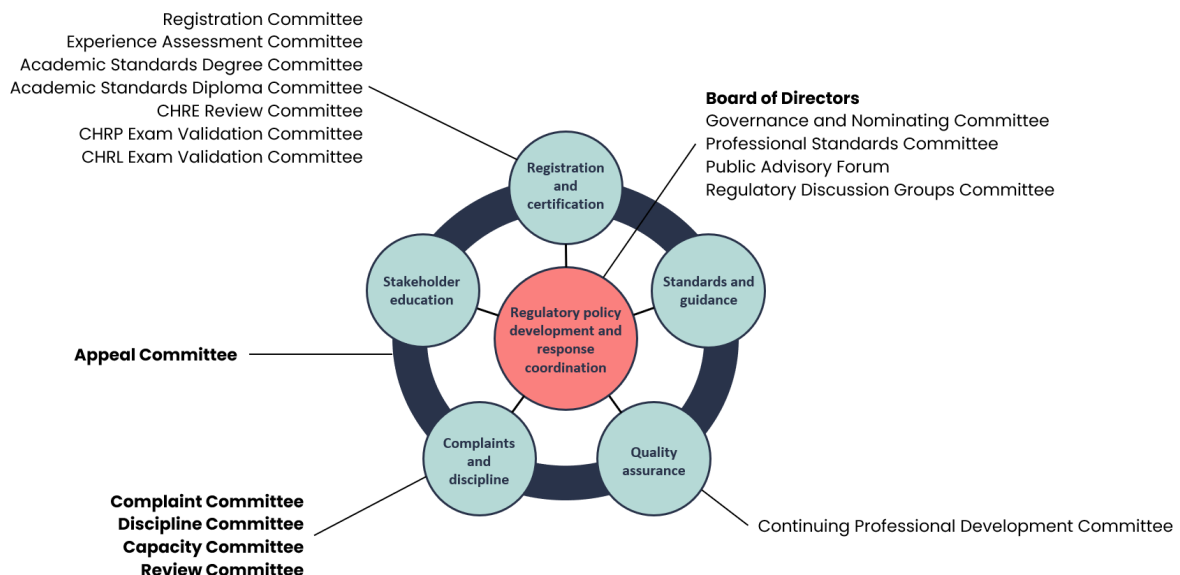 Registration Committee
Experience Assessment Committee
Academic Standards Degree Committee
Academic Standards Diploma Committee
CHRE Review Committee
CHRP Exam Validation Committee
CHRL Exam Validation Committee
Board of Directors
Governance and Nominating Committee
Professional Standards Committee
Public Advisory Forum
Regulatory Discussion Groups Committee
Registration
and
certification
Stakeholder
education
Standards and
guidance
Regulatory policy
development and
response
coordination
Appeal Committee
Complaints
and
discipline
Quality
assurance
Complaint Committee
Discipline Committee
Capacity Committee
Review Committee
Continuing Professional Development Committee